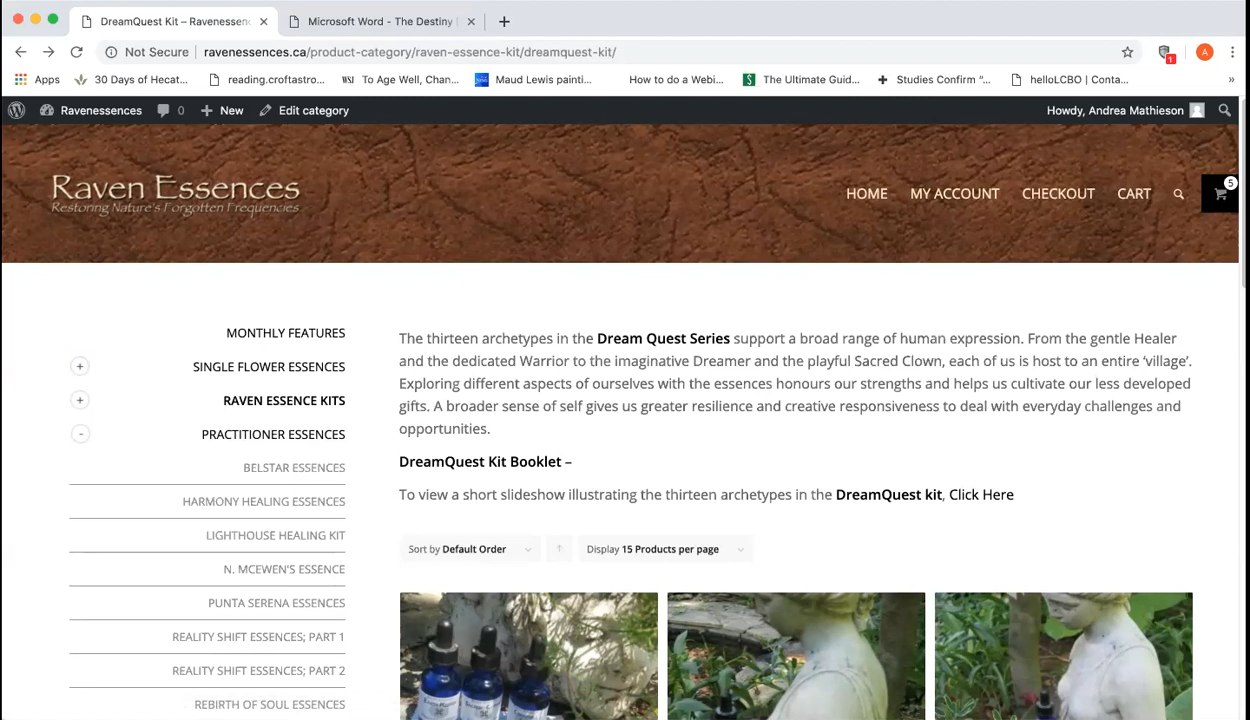 DreamQuest Kit – Ravenessenc
Microsoft Word - The Destiny
Not Secure
ravenessences.ca/product-category/raven-essence-kit/dreamquest-kit/
1
A
Apps
30 Days of Hecat...
reading.croftastro...
WSJ To Age Well, Chan...
Maud Lewis painti...
How to do a Webi...
The Ultimate Guid...
Studies Confirm “...
helloLCBO | Conta...
»
Ravenessences
0
New
Edit category
Howdy, Andrea Mathieson
Raven Essences
Restoring Nature's Forgotten Frequencies
HOME
MY ACCOUNT
CHECKOUT
CART
5
MONTHLY FEATURES
+ SINGLE FLOWER ESSENCES
+ RAVEN ESSENCE KITS
- PRACTITIONER ESSENCES
BELSTAR ESSENCES
HARMONY HEALING ESSENCES
LIGHTHOUSE HEALING KIT
N. MCEWEN'S ESSENCE
PUNTA SERENA ESSENCES
REALITY SHIFT ESSENCES; PART 1
REALITY SHIFT ESSENCES; PART 2
REBIRTH OF SOUL ESSENCES
The thirteen archetypes in the Dream Quest Series support a broad range of human expression. From the gentle Healer
and the dedicated Warrior to the imaginative Dreamer and the playful Sacred Clown, each of us is host to an entire ‘village’.
Exploring different aspects of ourselves with the essences honours our strengths and helps us cultivate our less developed
gifts. A broader sense of self gives us greater resilience and creative responsiveness to deal with everyday challenges and
opportunities.
DreamQuest Kit Booklet –
To view a short slideshow illustrating the thirteen archetypes in the DreamQuest kit, Click Here
Sort by Default Order
Display 15 Products per page